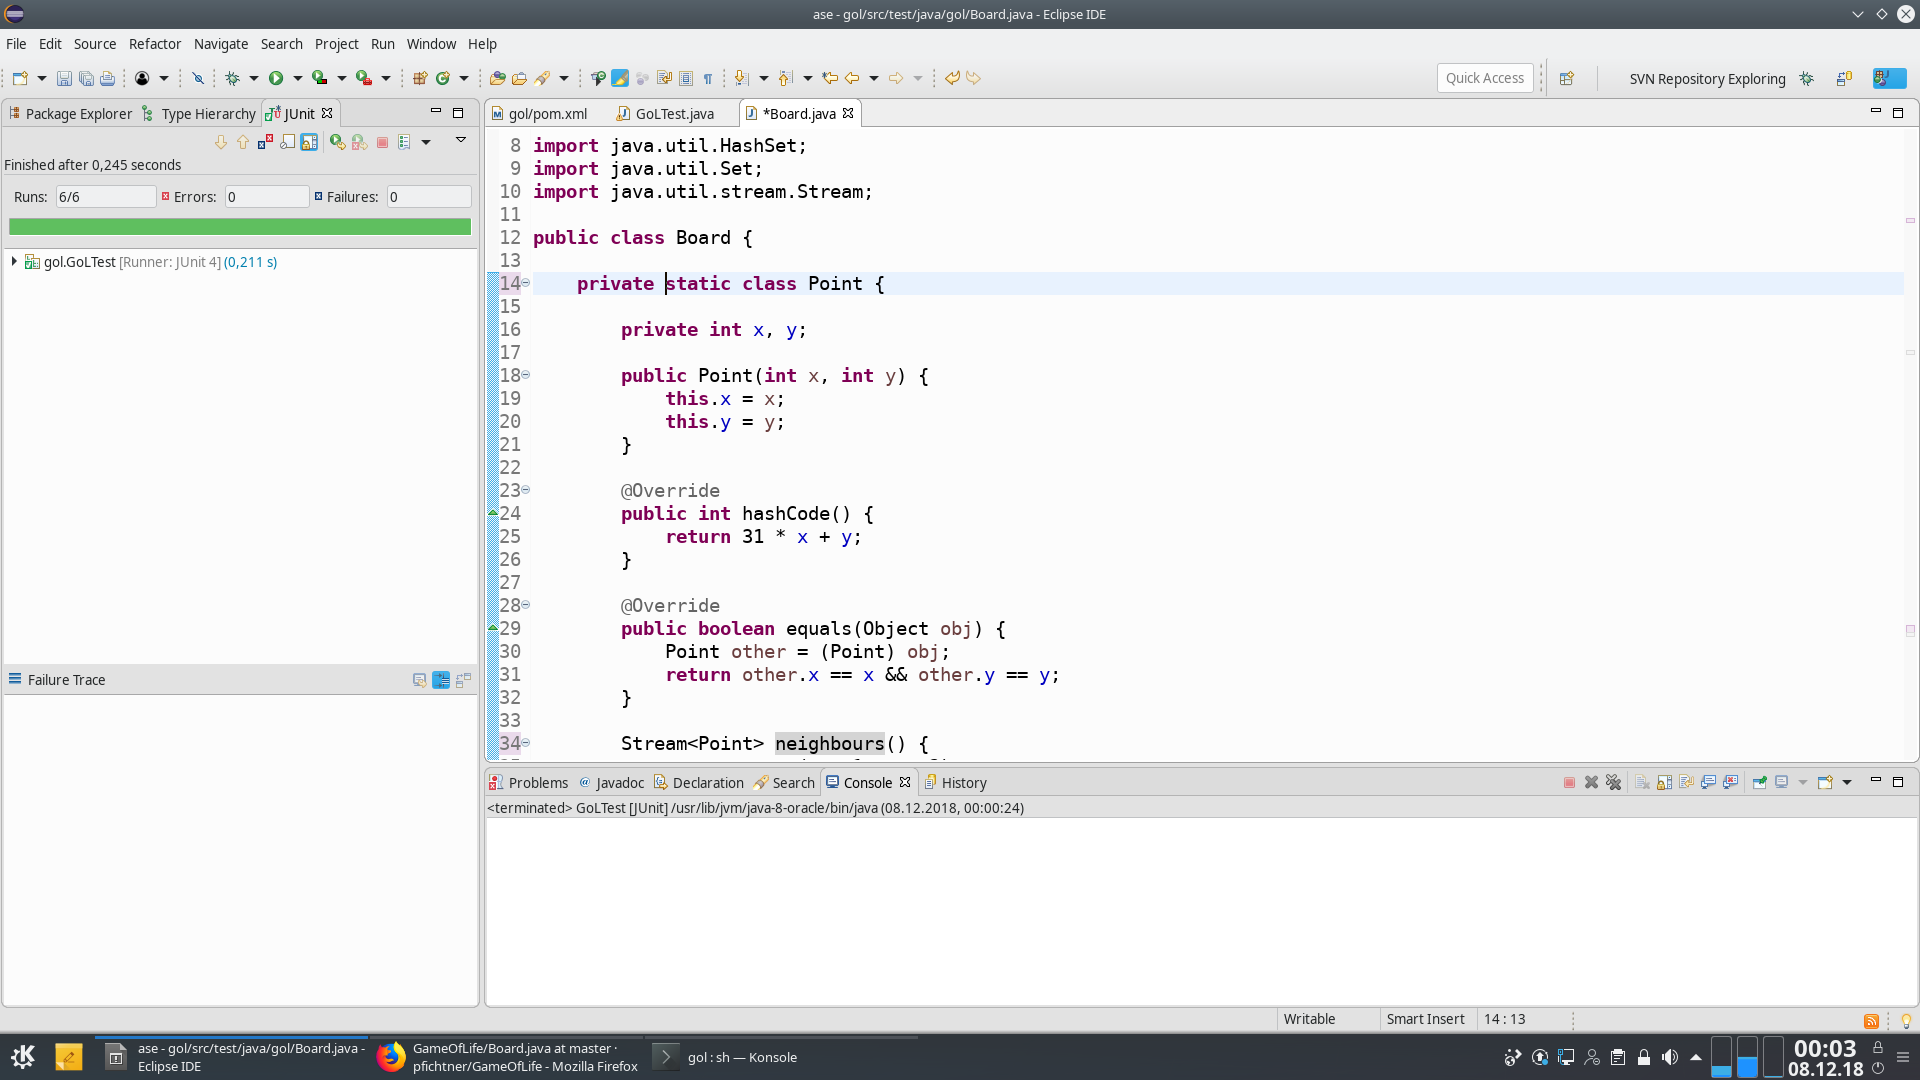 ase - gol/src/test/java/gol/Board.java - Eclipse IDE
File Edit Source Refactor Navigate Search Project Run Window Help
Quick Access
SVN Repository Exploring
Package Explorer Type Hierarchy JUnit
Finished after 0,245 seconds
Runs: 6/6 Errors: 0 Failures: 0
gol.GoLTest [Runner: JUnit 4] (0,211 s)
Failure Trace
gol/pom.xml GoLTest.java *Board.java
8 import java.util.HashSet;
9 import java.util.Set;
10 import java.util.stream.Stream;
11
12 public class Board {
13
14 private static class Point {
15
16 private int x, y;
17
18 public Point(int x, int y) {
19 this.x = x;
20 this.y = y;
21 }
22
23 @Override
24 public int hashCode() {
25 return 31 * x + y;
26 }
27
28 @Override
29 public boolean equals(Object obj) {
30 Point other = (Point) obj;
31 return other.x == x && other.y == y;
32 }
33
34 Stream<Point> neighbours() {
Problems Javadoc Declaration Search Console History
<terminated> GoLTest [JUnit] /usr/lib/jvm/java-8-oracle/bin/java (08.12.2018, 00:00:24)
Writable Smart Insert 14 : 13
ase - gol/src/test/java/gol/Board.java -
Eclipse IDE
GameOfLife/Board.java at master ·
pfichtner/GameOfLife - Mozilla Firefox
gol : sh — Konsole
00:03
08.12.18